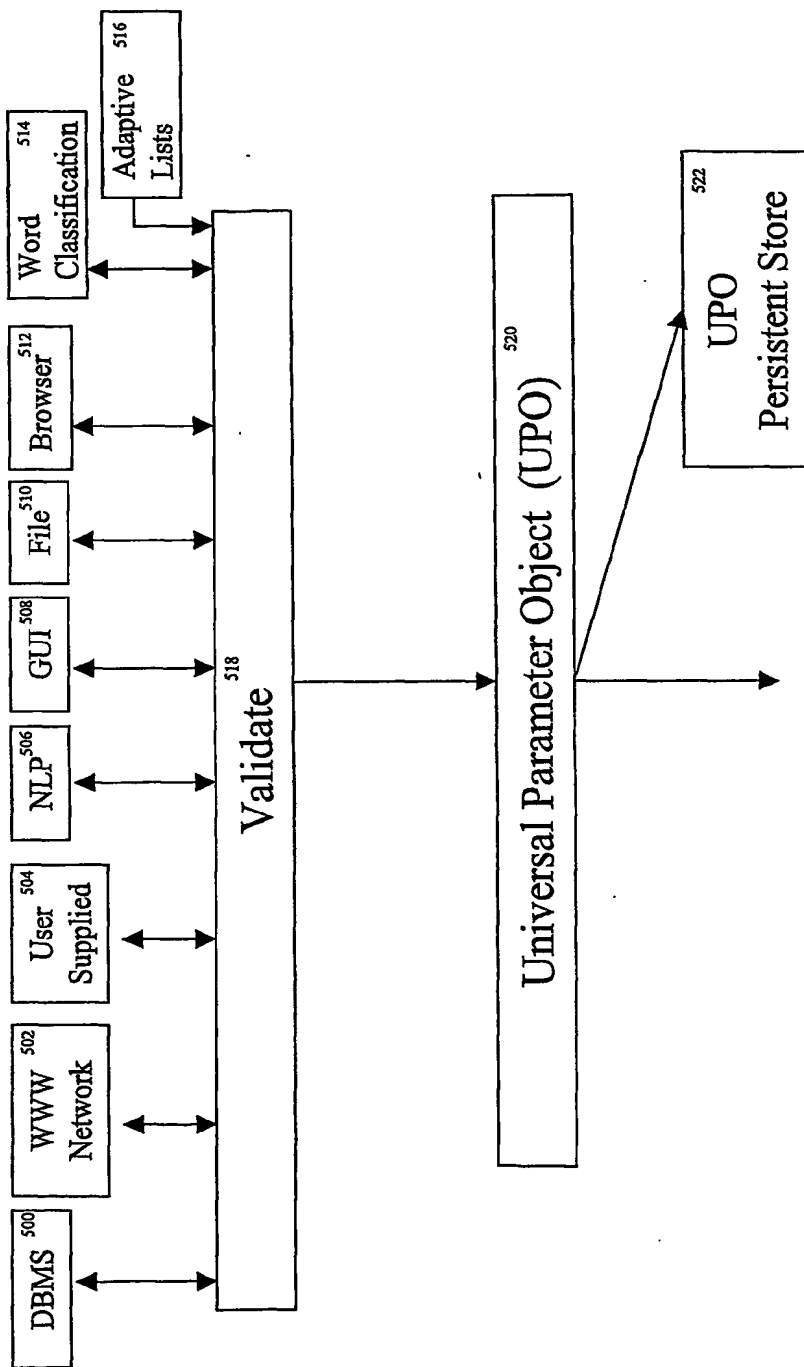 DBMS 500
WWW 502
Network
User 504
Supplied
NLP 506
GUI 508
File 510
Browser 512
Word 514
Classification
Adaptive 516
Lists
518
Validate
520
Universal Parameter Object (UPO)
522
UPO
Persistent Store